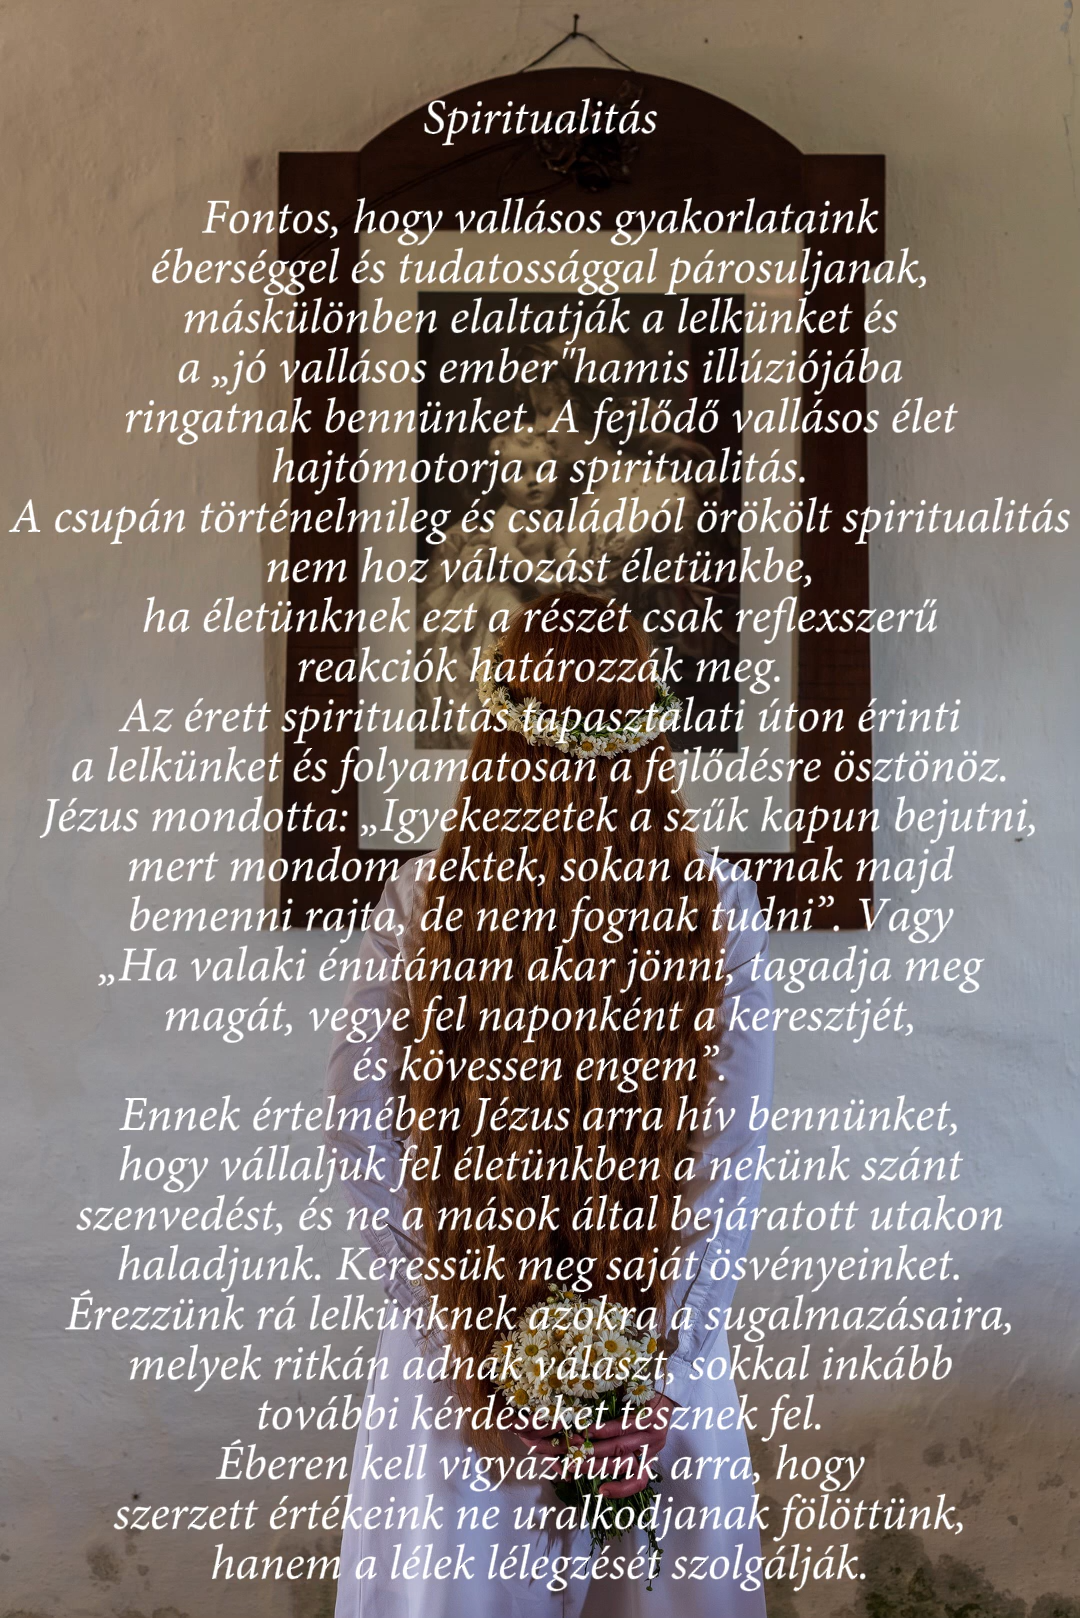 Spiritualitás
Fontos, hogy vallásos gyakorlataink
éberséggel és tudatossággal párosuljanak,
máskülönben elaltatják a lelkünket és
a „jó vallásos ember"hamis illúziójába
ringatnak bennünket. A fejlődő vallásos élet
hajtómotorja a spiritualitás.
A csupán történelmileg és családból örökölt spiritualitás
nem hoz változást életünkbe,
ha életünknek ezt a részét csak reflexszerű
reakciók határozzák meg.
Az érett spiritualitás tapasztalati úton érinti
a lelkünket és folyamatosan a fejlődésre ösztönöz.
Jézus mondotta: „Igyekezzetek a szűk kapun bejutni,
mert mondom nektek, sokan akarnak majd
bemenni rajta, de nem fognak tudni”. Vagy
„Ha valaki énutánam akar jönni, tagadja meg
magát, vegye fel naponként a keresztjét,
és kövessen engem”.
Ennek értelmében Jézus arra hív bennünket,
hogy vállaljuk fel életünkben a nekünk szánt
szenvedést, és ne a mások által bejáratott utakon
haladjunk. Keressük meg saját ösvényeinket.
Érezzünk rá lelkünknek azokra a sugalmazásaira,
melyek ritkán adnak választ, sokkal inkább
további kérdéseket tesznek fel.
Éberen kell vigyáznunk arra, hogy
szerzett értékeink ne uralkodjanak fölöttünk,
hanem a lélek lélegzését szolgálják.